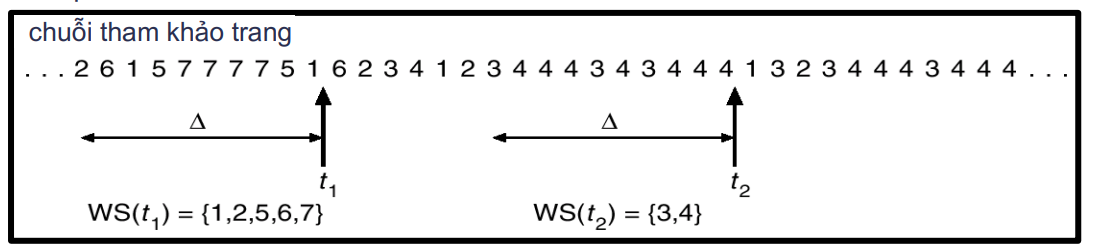 chuỗi tham khảo trang
. . . 2 6 1 5 7 7 7 7 5 1 6 2 3 4 1 2 3 4 4 4 3 4 3 4 4 4 1 3 2 3 4 4 4 3 4 4 4 . . .
Δ Δ
t₁ t₂
WS(t₁) = {1,2,5,6,7} WS(t₂) = {3,4}